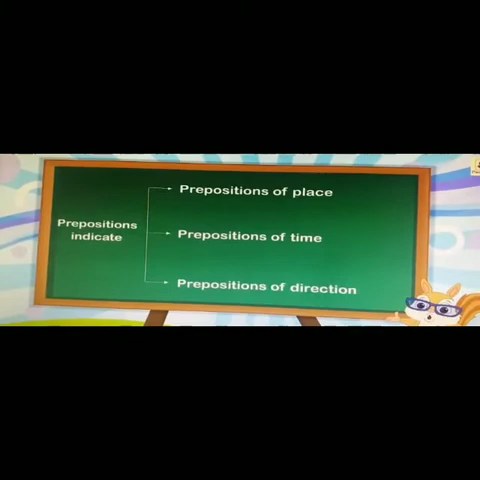 Prepositions of place
Prepositions
indicate
Prepositions of time
Prepositions of direction